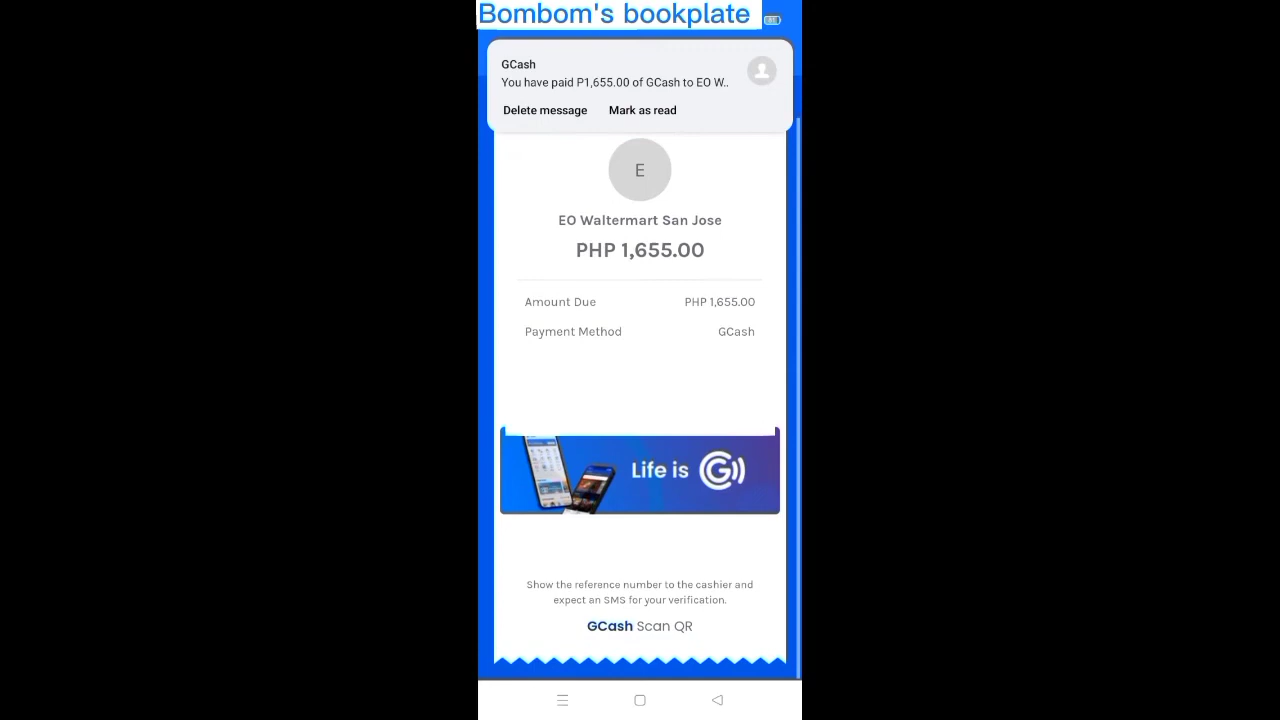 Bombom's bookplate
GCash
You have paid P1,655.00 of GCash to EO W..
Delete message Mark as read
E
EO Waltermart San Jose
PHP 1,655.00
Amount Due PHP 1,655.00
Payment Method GCash
Life is G
Show the reference number to the cashier and
expect an SMS for your verification.
GCash Scan QR